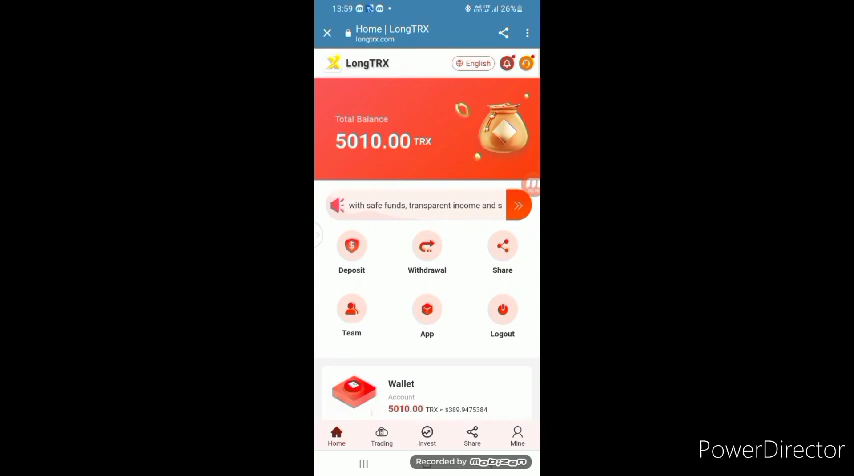 13:59
26%
Home | LongTRX
longtrx.com
LongTRX
English
Total Balance
5010.00 TRX
with safe funds, transparent income and s
Deposit
Withdrawal
Share
Team
App
Logout
Wallet
Account
5010.00 TRX ≈ $389.9475384
Home
Trading
Invest
Share
Mine
Recorded by mobizen
PowerDirector